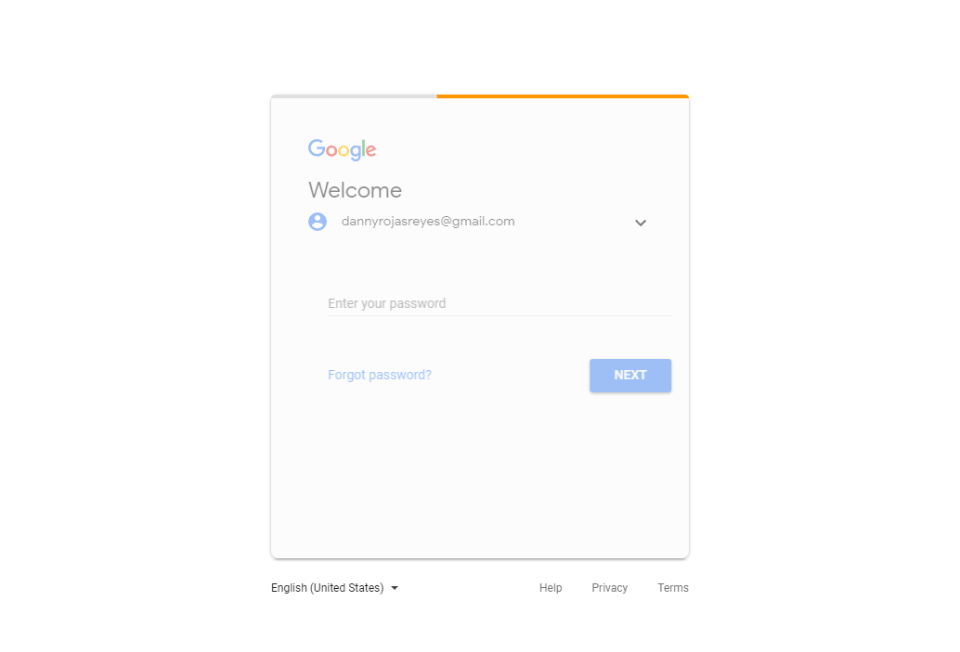 Google
Welcome
dannyrojasreyes@gmail.com
Enter your password
Forgot password?
NEXT
English (United States)
Help Privacy Terms